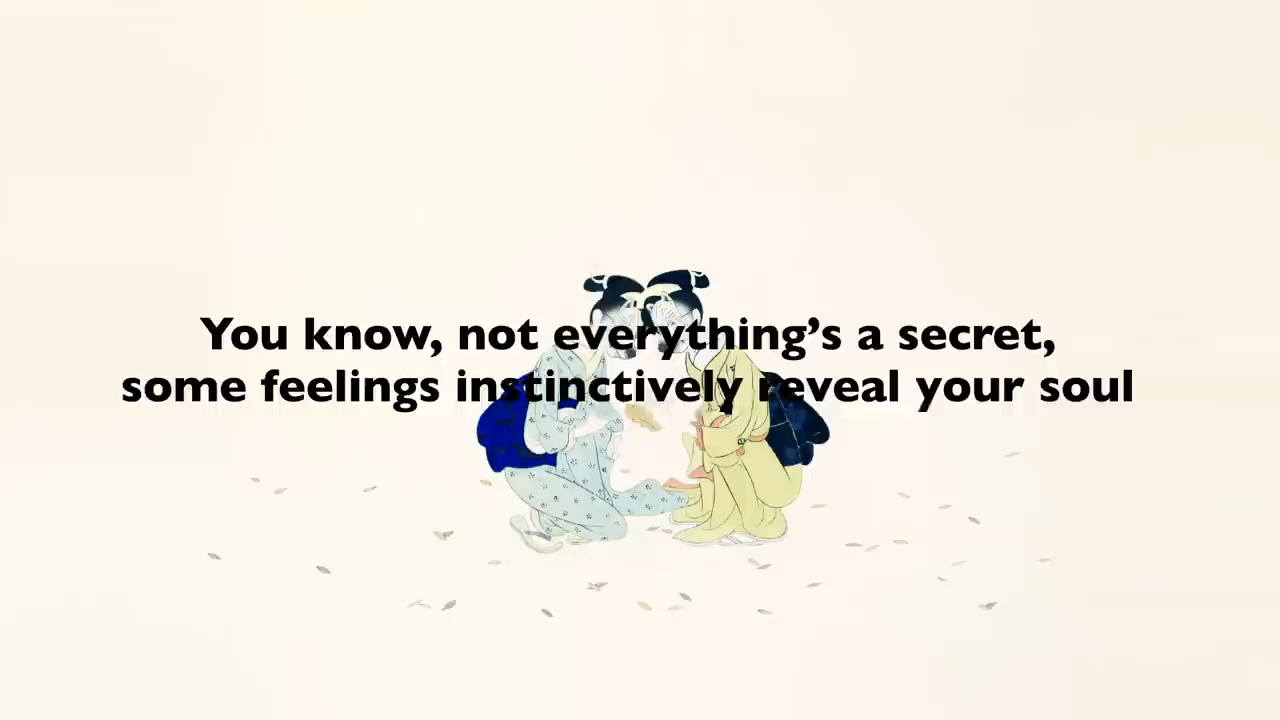 You know, not everything’s a secret,
some feelings instinctively reveal your soul